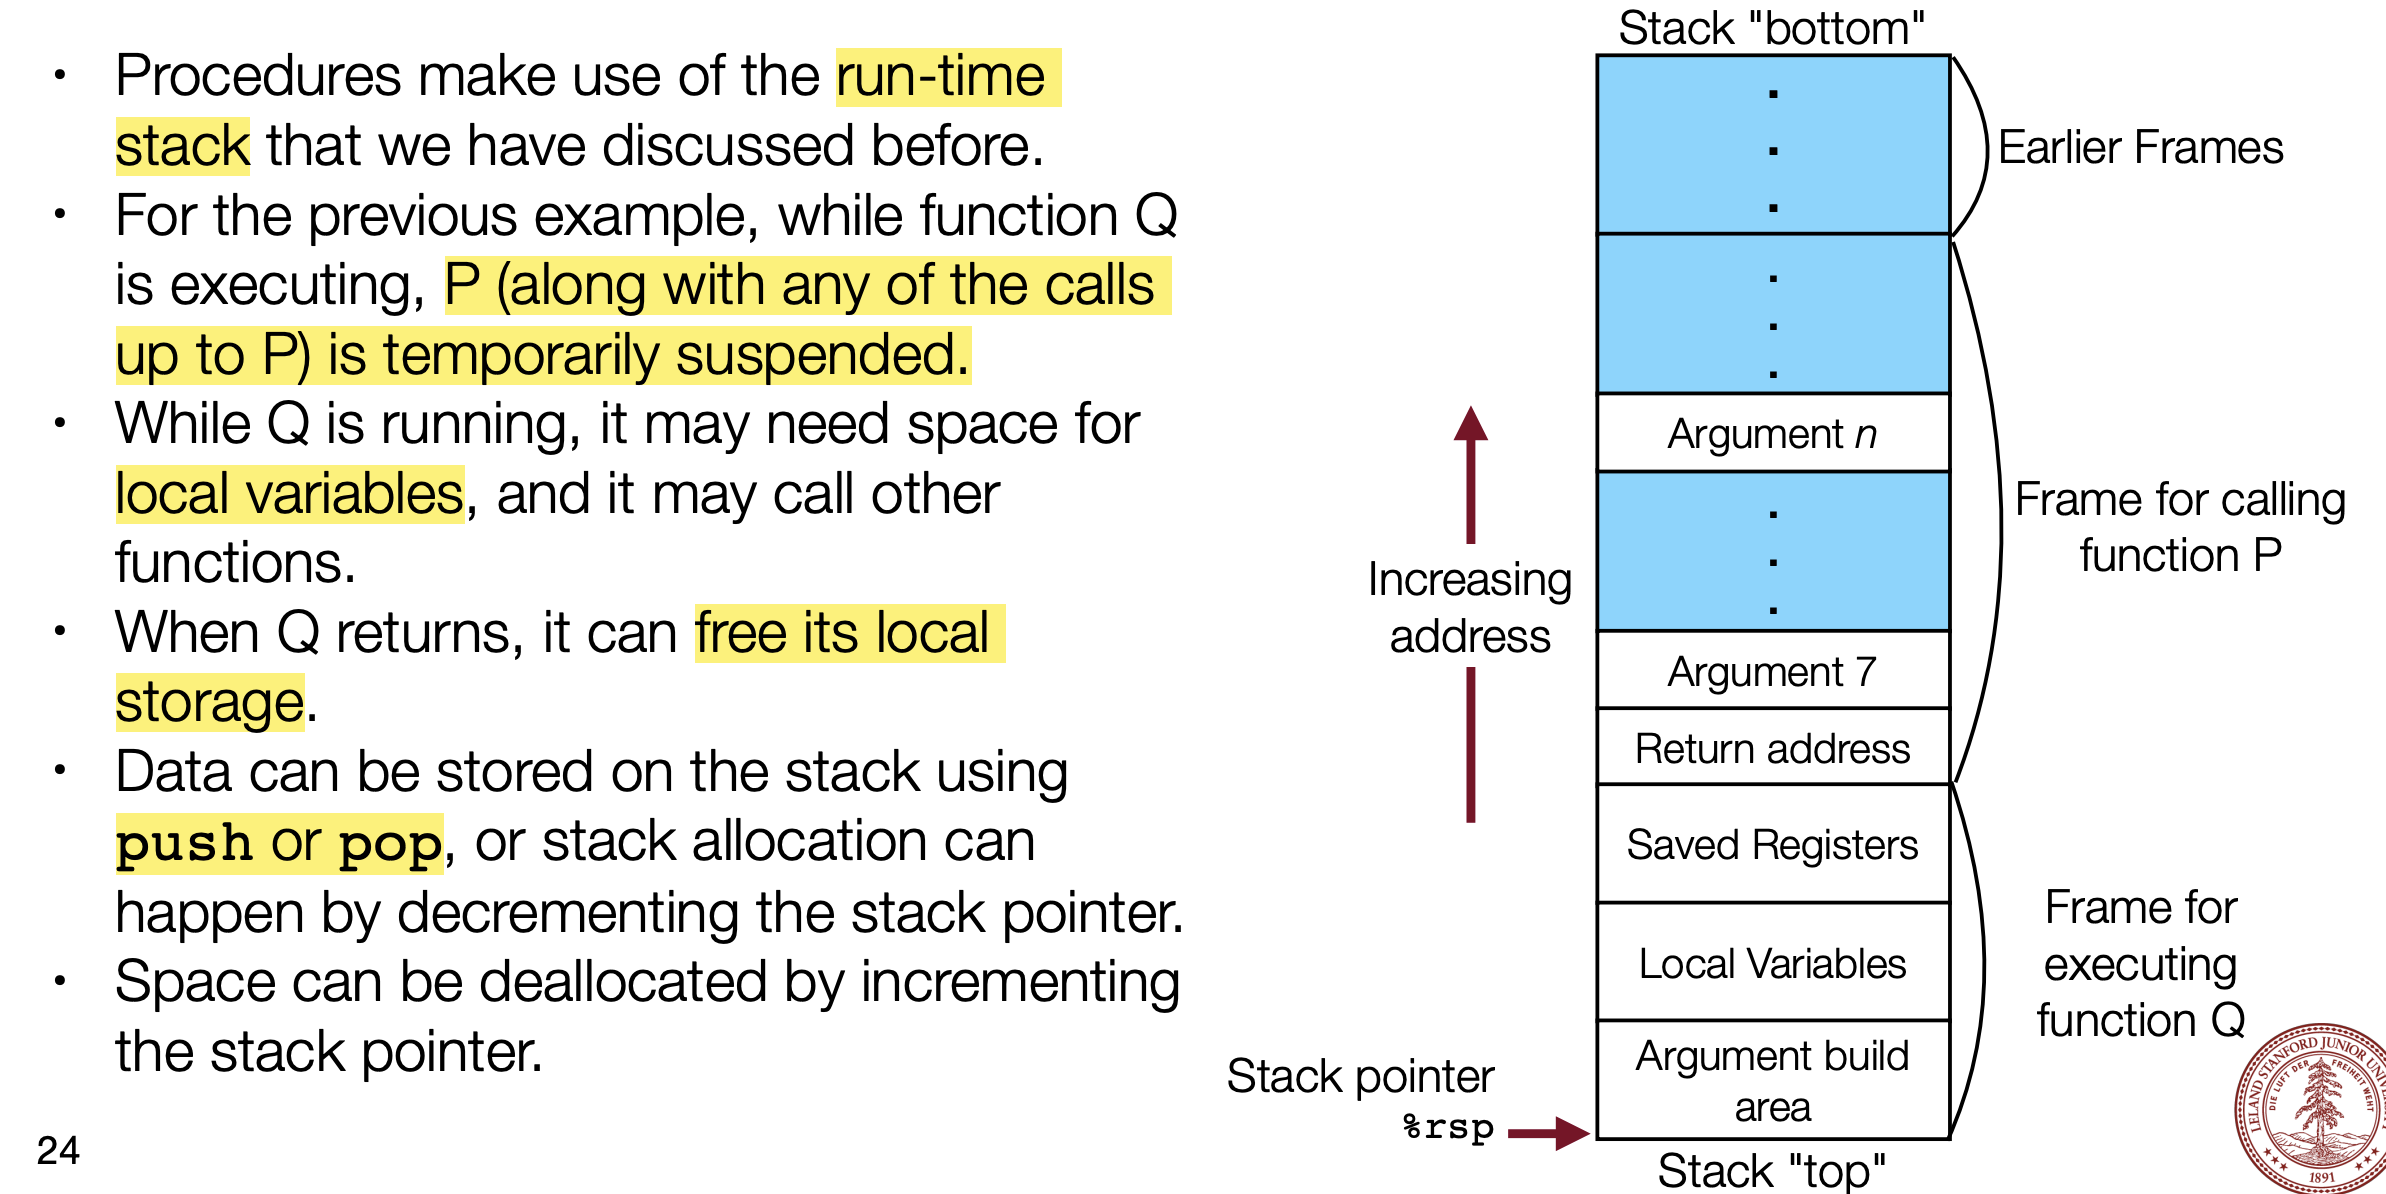 • Procedures make use of the run-time
stack that we have discussed before.
• For the previous example, while function Q
is executing, P (along with any of the calls
up to P) is temporarily suspended.
• While Q is running, it may need space for
local variables, and it may call other
functions.
• When Q returns, it can free its local
storage.
• Data can be stored on the stack using
push or pop, or stack allocation can
happen by decrementing the stack pointer.
• Space can be deallocated by incrementing
the stack pointer.
24
Stack "bottom"
Earlier Frames
Argument n
Argument 7
Return address
Frame for calling
function P
Increasing
address
Saved Registers
Local Variables
Argument build
area
Frame for
executing
function Q
Stack pointer
%rsp
Stack "top"
LELAND STANFORD JUNIOR
DIE LUFT DER FREIHEIT WEHT
1891